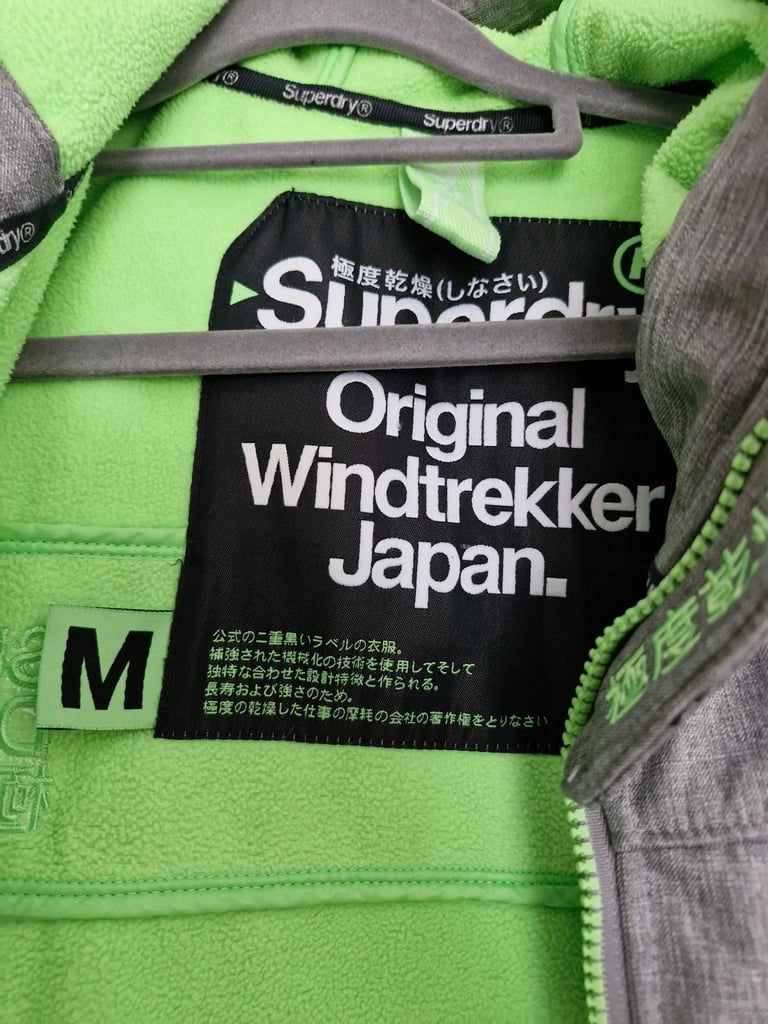 Superdry®
Superdry®
dry®
極度乾燥(しなさい)
Superdry
Original
Windtrekker
Japan.
M
公式の二重黒いラベルの衣服。
補強された機械化の技術を使用してそして
独特な合わせた設計特徴と作られる。
長寿および強さのため。
極度の乾燥した仕事の摩耗の会社の著作権をとりなさい
極度乾燥